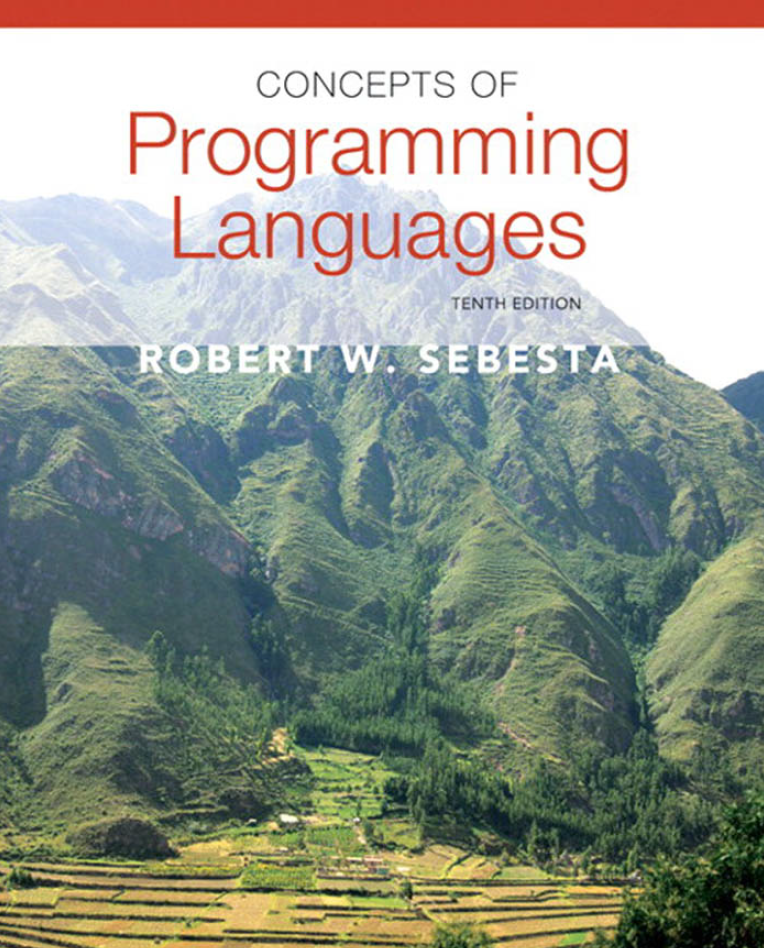 CONCEPTS OF
Programming
Languages
TENTH EDITION
ROBERT W. SEBESTA